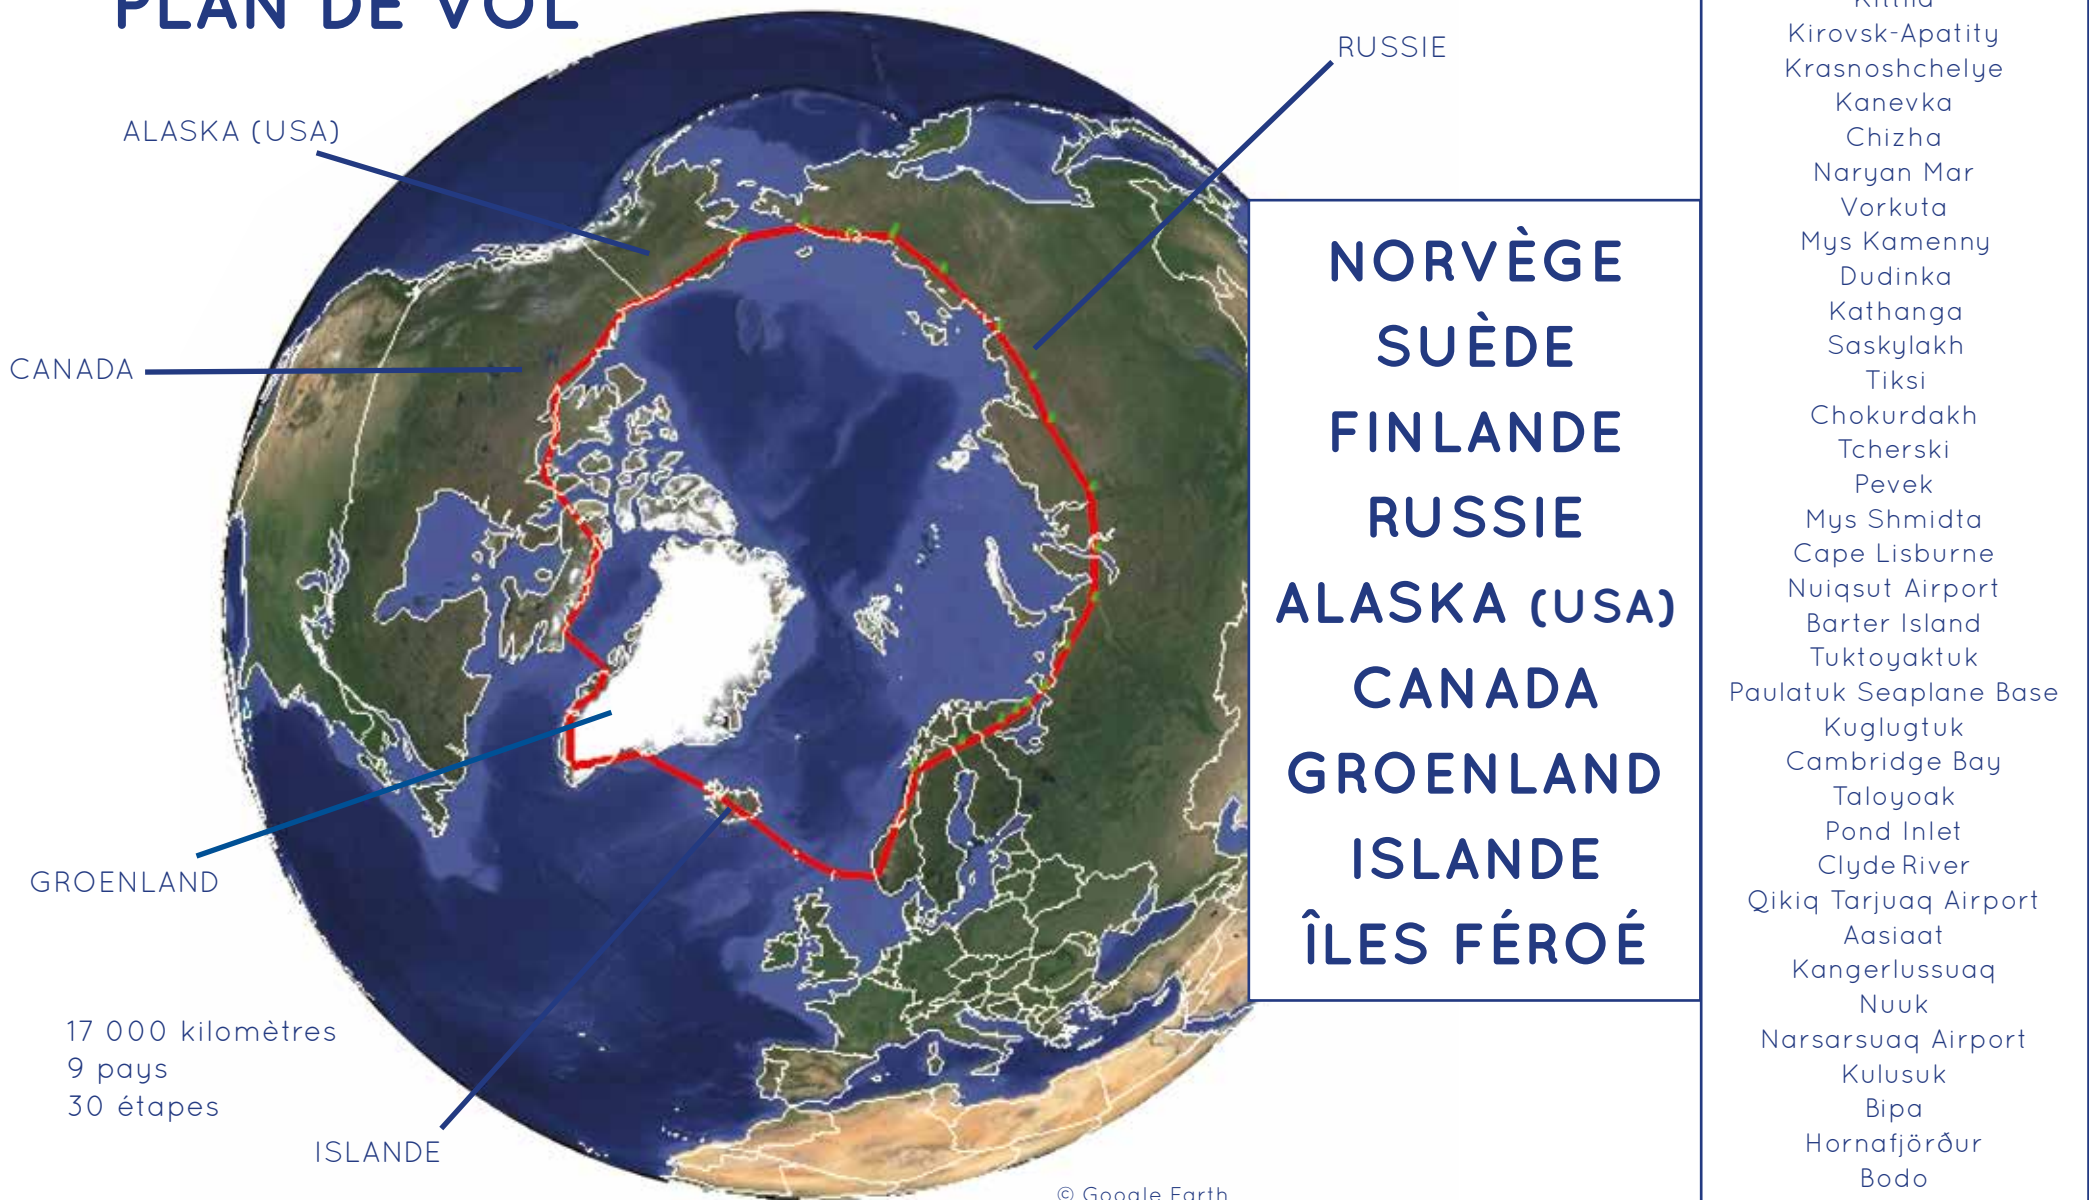 PLAN DE VOL
RUSSIE
ALASKA (USA)
CANADA
GROENLAND
17 000 kilomètres
9 pays
30 étapes
ISLANDE
© Google Earth
NORVÈGE
SUÈDE
FINLANDE
RUSSIE
ALASKA (USA)
CANADA
GROENLAND
ISLANDE
ÎLES FÉROÉ
Kittila
Kirovsk-Apatity
Krasnoshchelye
Kanevka
Chizha
Naryan Mar
Vorkuta
Mys Kamenny
Dudinka
Kathanga
Saskylakh
Tiksi
Chokurdakh
Tcherski
Pevek
Mys Shmidta
Cape Lisburne
Nuiqsut Airport
Barter Island
Tuktoyaktuk
Paulatuk Seaplane Base
Kuglugtuk
Cambridge Bay
Taloyoak
Pond Inlet
Clyde River
Qikiq Tarjuaq Airport
Aasiaat
Kangerlussuaq
Nuuk
Narsarsuaq Airport
Kulusuk
Bipa
Hornafjörður
Bodo